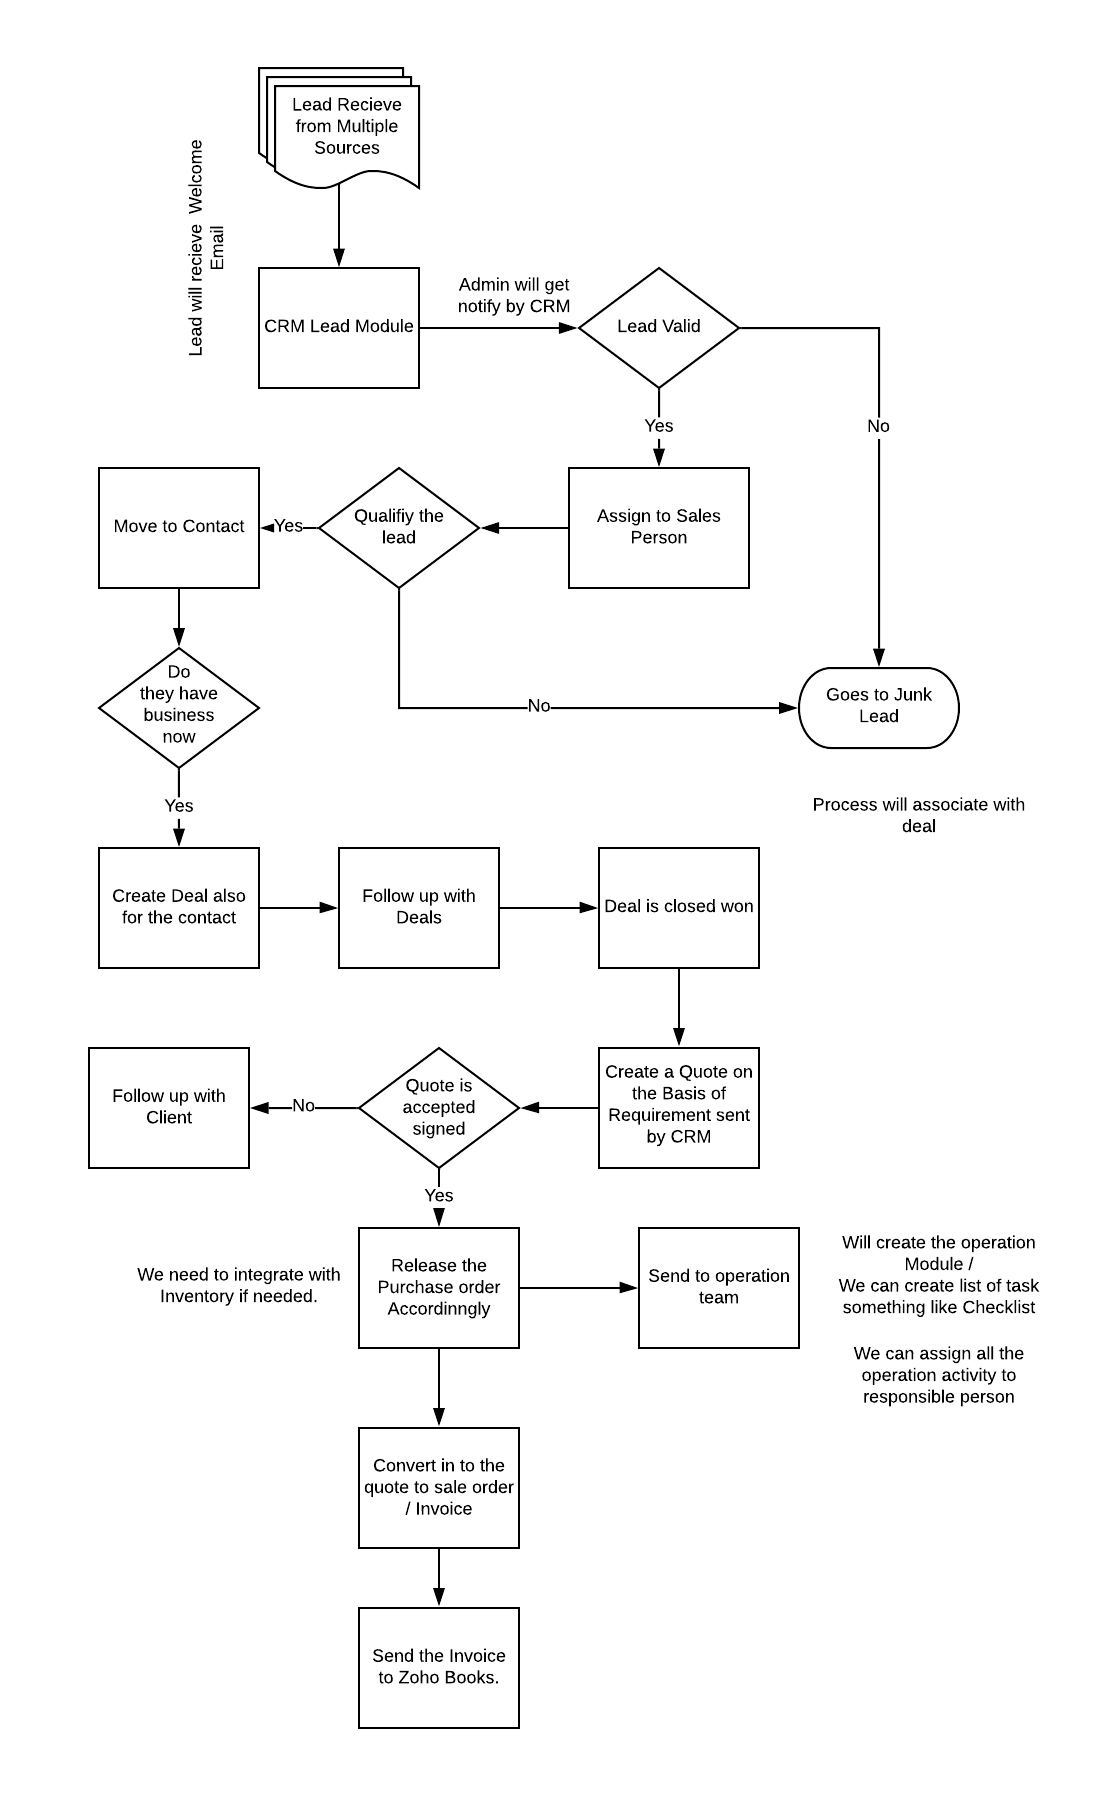 Lead Recieve
from Multiple
Sources
Lead will recieve  Welcome
Email
CRM Lead Module
Admin will get
notify by CRM
Lead Valid
Yes
No
Move to Contact
Yes
Qualifiy the
lead
Assign to Sales
Person
Do
they have
business
now
No
Goes to Junk
Lead
Yes
Process will associate with
deal
Create Deal also
for the contact
Follow up with
Deals
Deal is closed won
Follow up with
Client
No
Quote is
accepted
signed
Create a Quote on
the Basis of
Requirement sent
by CRM
Yes
We need to integrate with
Inventory if needed.
Release the
Purchase order
Accordinngly
Send to operation
team
Will create the operation
Module /
We can create list of task
something like Checklist
We can assign all the
operation activity to
responsible person
Convert in to the
quote to sale order
/ Invoice
Send the Invoice
to Zoho Books.